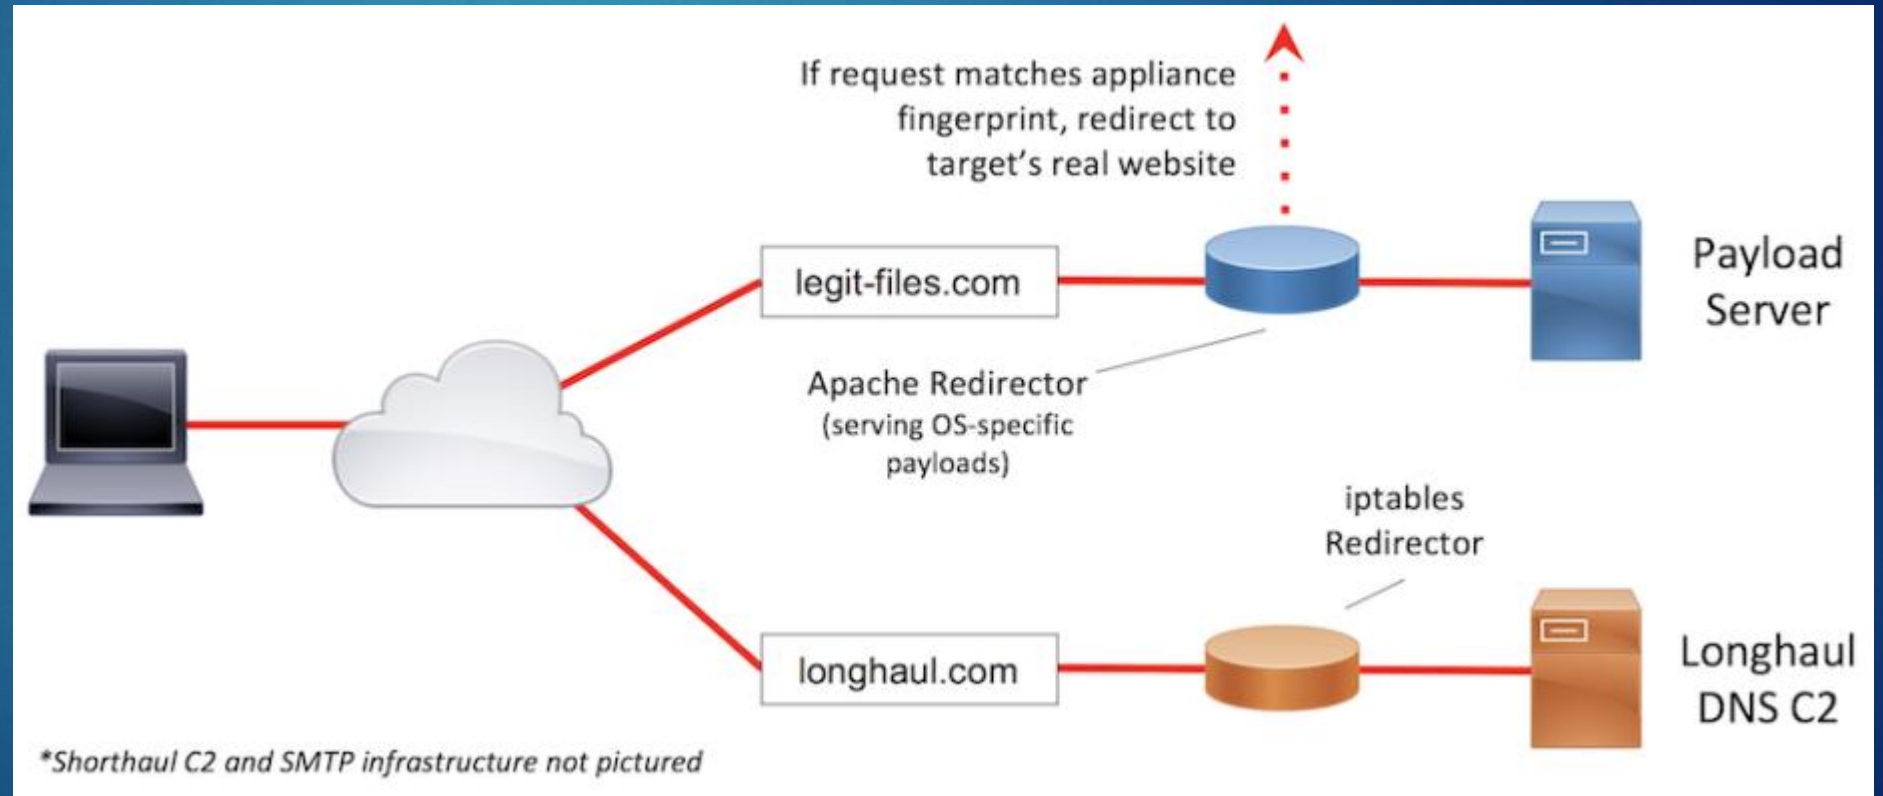 If request matches appliance
fingerprint, redirect to
target's real website
legit-files.com
Payload
Server
Apache Redirector
(serving OS-specific
payloads)
iptables
Redirector
longhaul.com
Longhaul
DNS C2
*Shorthaul C2 and SMTP infrastructure not pictured